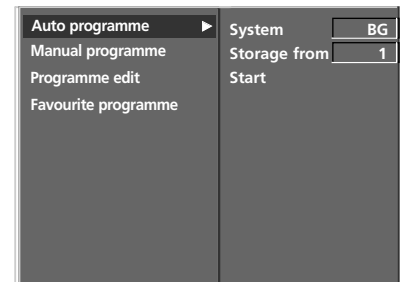 Auto programme
Manual programme
Programme edit
Favourite programme
System BG
Storage from 1
Start